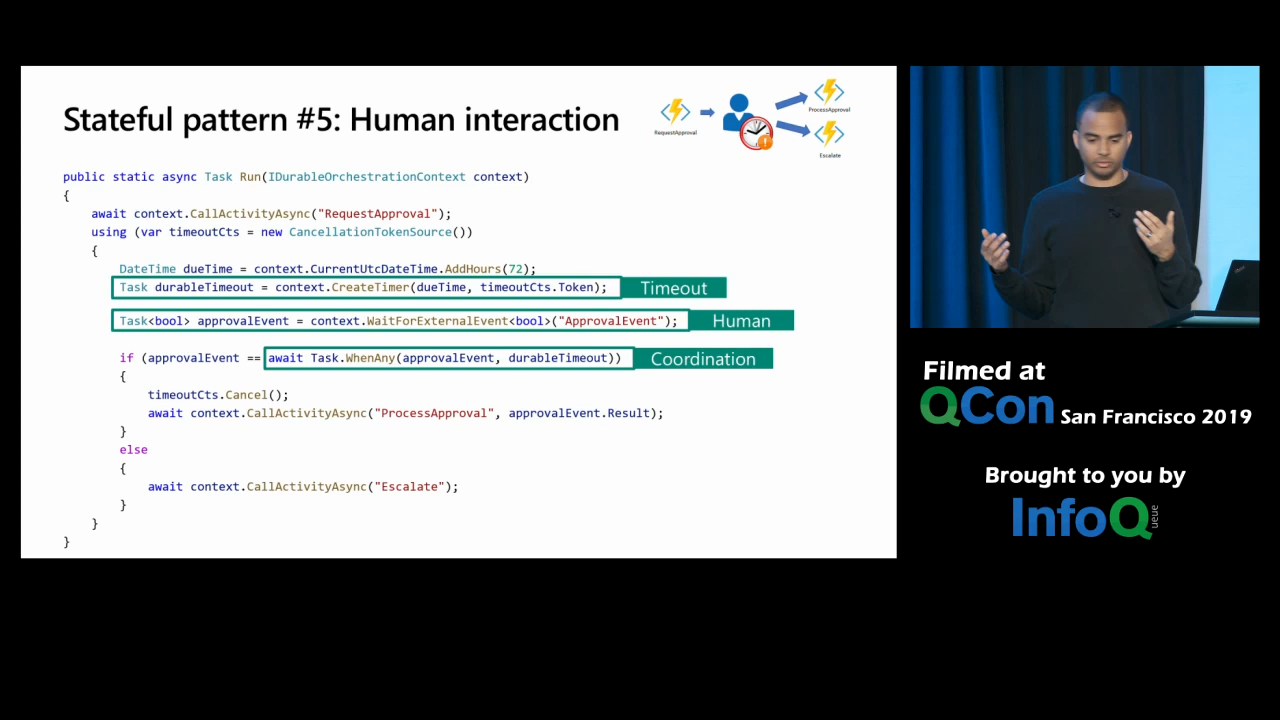 Stateful pattern #5: Human interaction
RequestApproval
ProcessApproval
Escalate
public static async Task Run(IDurableOrchestrationContext context)
{
await context.CallActivityAsync("RequestApproval");
using (var timeoutCts = new CancellationTokenSource())
{
DateTime dueTime = context.CurrentUtcDateTime.AddHours(72);
Task durableTimeout = context.CreateTimer(dueTime, timeoutCts.Token);
Timeout
Task<bool> approvalEvent = context.WaitForExternalEvent<bool>("ApprovalEvent");
Human
if (approvalEvent == await Task.WhenAny(approvalEvent, durableTimeout))
Coordination
{
timeoutCts.Cancel();
await context.CallActivityAsync("ProcessApproval", approvalEvent.Result);
}
else
{
await context.CallActivityAsync("Escalate");
}
}
}
Filmed at
QCon San Francisco 2019
Brought to you by
InfoQueue